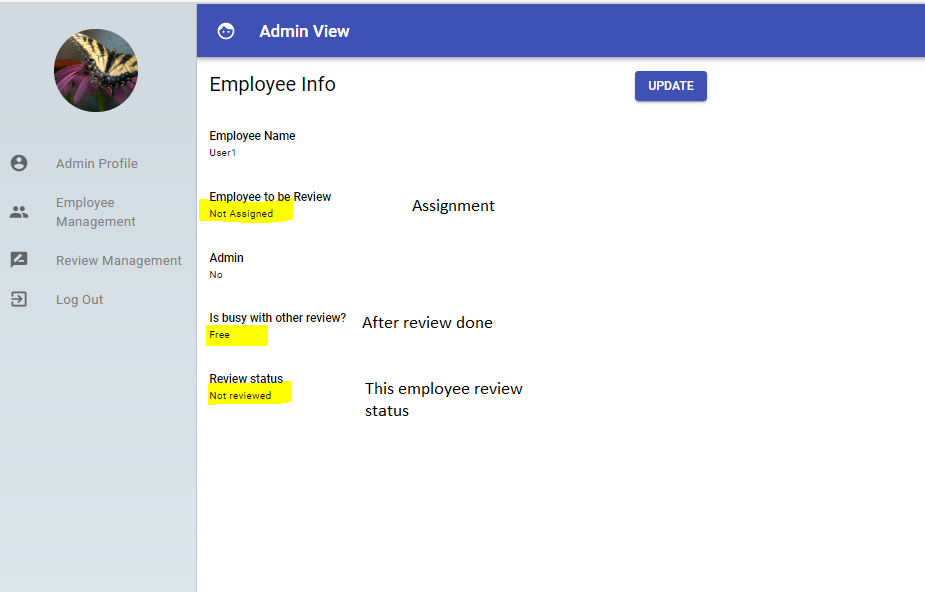 Admin View
Admin Profile
Employee
Management
Review Management
Log Out
Employee Info
UPDATE
Employee Name
User1
Employee to be Review
Not Assigned
Assignment
Admin
No
Is busy with other review?
Free
After review done
Review status
Not reviewed
This employee review
status